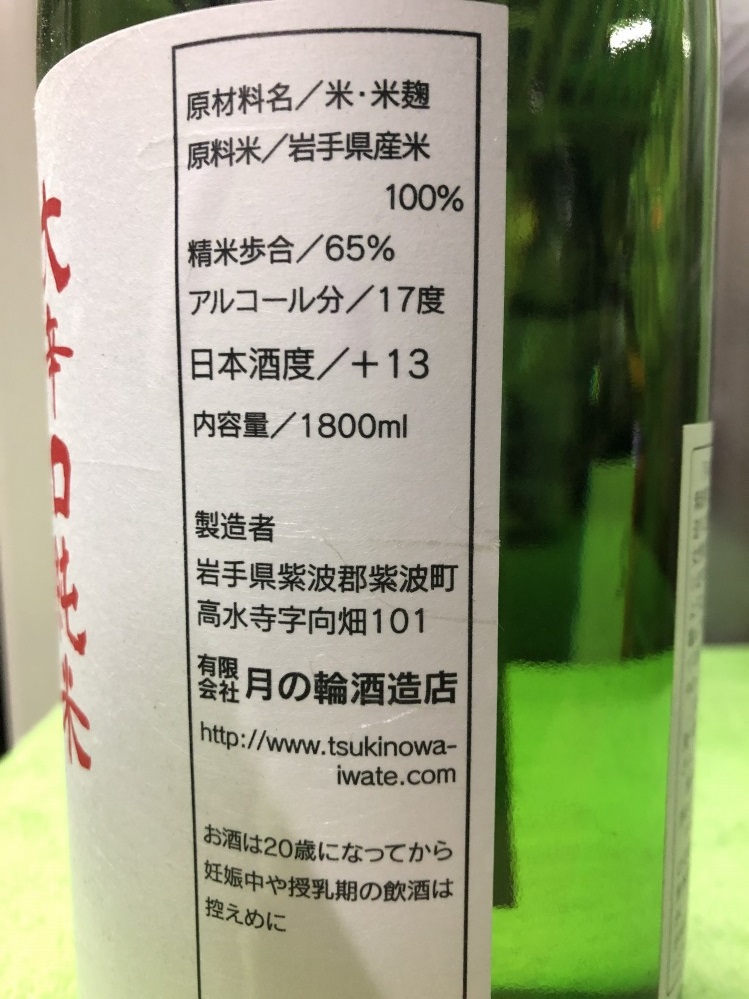 原材料名／米・米麹
原料米／岩手県産米
100%
精米歩合／65%
アルコール分／17度
日本酒度／＋13
内容量／1800ml
製造者
岩手県紫波郡紫波町
高水寺字向畑101
有限会社 月の輪酒造店
http://www.tsukinowa-
iwate.com
お酒は20歳になってから
妊娠中や授乳期の飲酒は
控えめに
大辛口純米